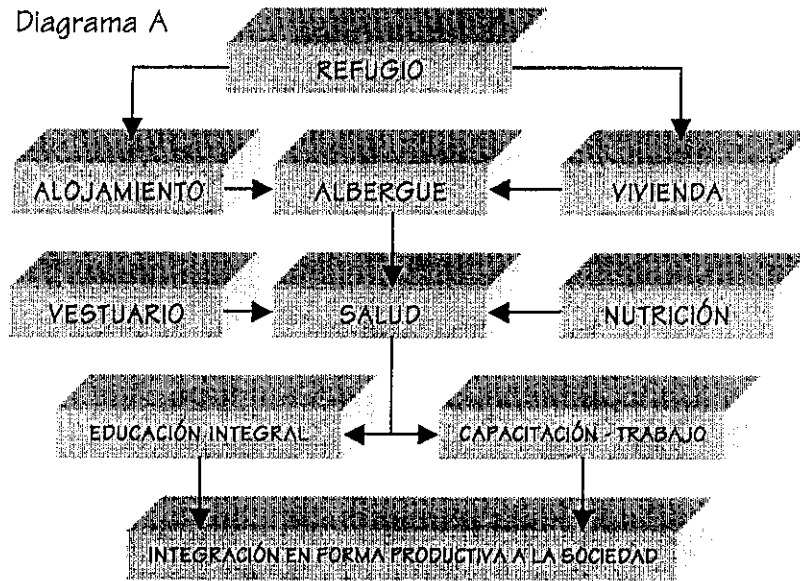 Diagrama A
REFUGIO
ALOJAMIENTO
ALBERGUE
VIVIENDA
VESTUARIO
SALUD
NUTRICIÓN
EDUCACIÓN INTEGRAL
CAPACITACIÓN - TRABAJO
INTEGRACIÓN EN FORMA PRODUCTIVA A LA SOCIEDAD